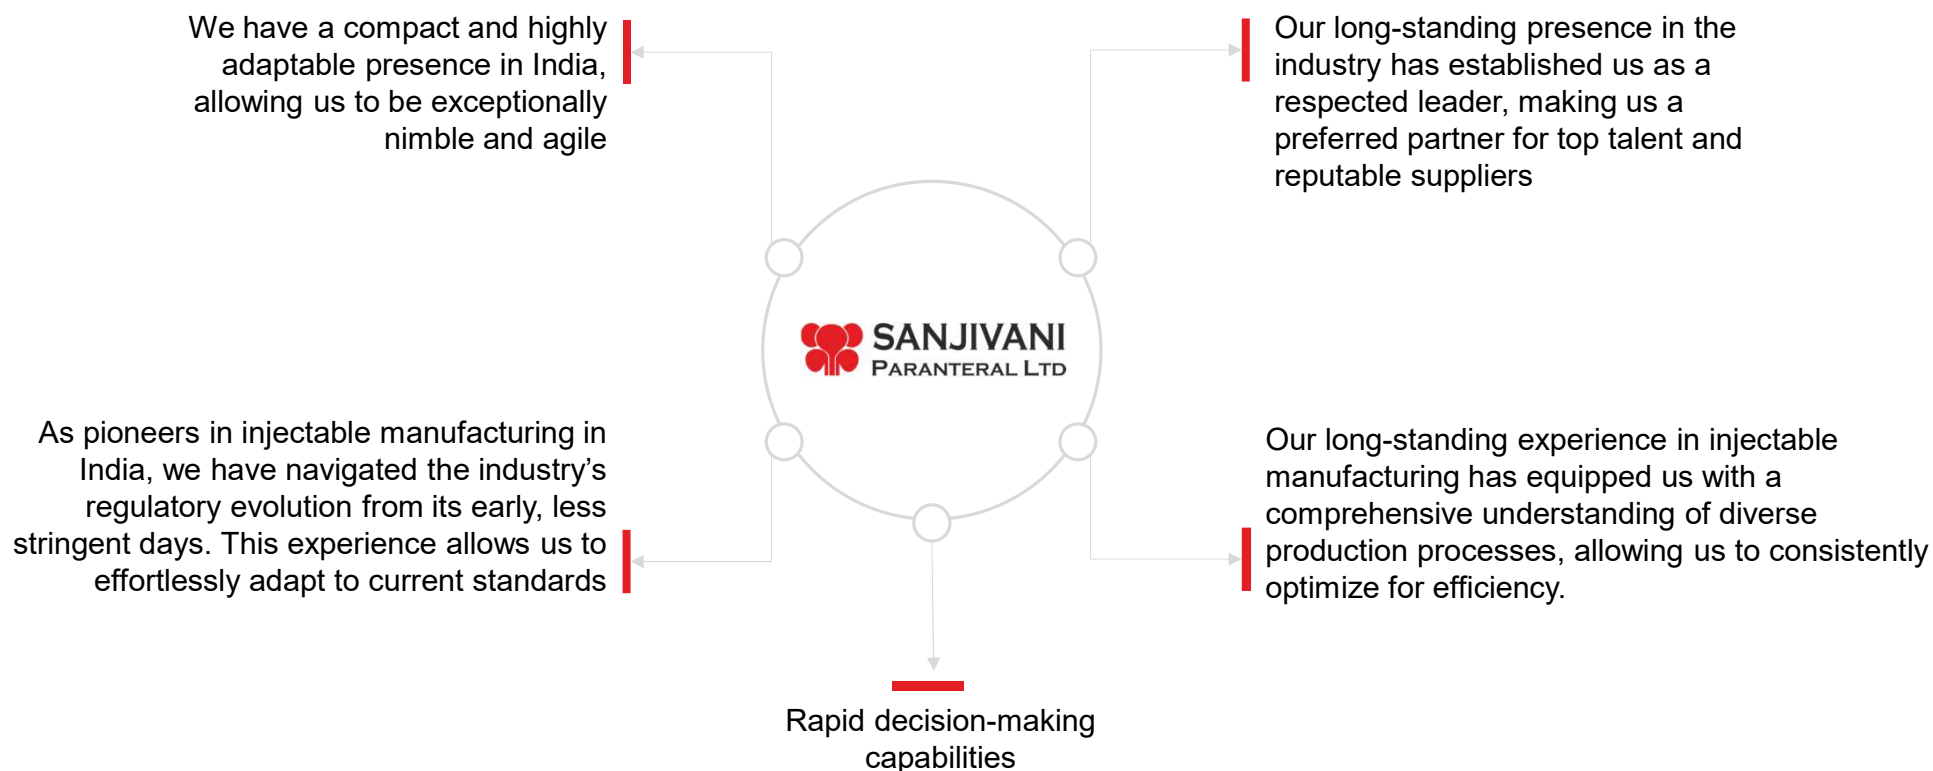 We have a compact and highly
adaptable presence in India,
allowing us to be exceptionally
nimble and agile
Our long-standing presence in the
industry has established us as a
respected leader, making us a
preferred partner for top talent and
reputable suppliers
SANJIVANI
PARANTERAL LTD
As pioneers in injectable manufacturing in
India, we have navigated the industry’s
regulatory evolution from its early, less
stringent days. This experience allows us to
effortlessly adapt to current standards
Our long-standing experience in injectable
manufacturing has equipped us with a
comprehensive understanding of diverse
production processes, allowing us to consistently
optimize for efficiency.
Rapid decision-making
capabilities